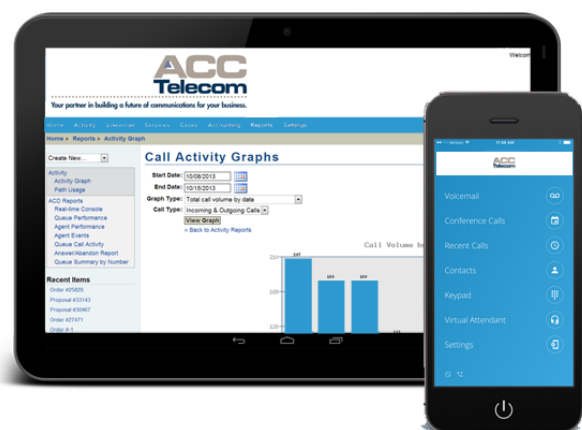 ACC
Telecom
Your partner in building a future of communications for your business.
Welcom
Home Activity Services Cases Accounting Reports Settings
Home » Reports » Activity Graph
Create New...
Activity
Activity Graph
Path Usage
ACD Reports
Real-time Console
Queue Performance
Agent Performance
Agent Events
Queue Call Activity
Answer/Abandon Report
Queue Summary by Number
Recent Items
Order #25829
Proposal #33143
Proposal #30467
Order #27471
Order #-1
Call Activity Graphs
Start Date: 10/08/2013
End Date: 10/15/2013
Graph Type: Total call volume by date
Call Type: Incoming & Outgoing Calls
View Graph
« Back to Activity Reports
Call Volume b
210
ACC
Telecom
Voicemail
Conference Calls
Recent Calls
Contacts
Keypad
Virtual Attendant
Settings